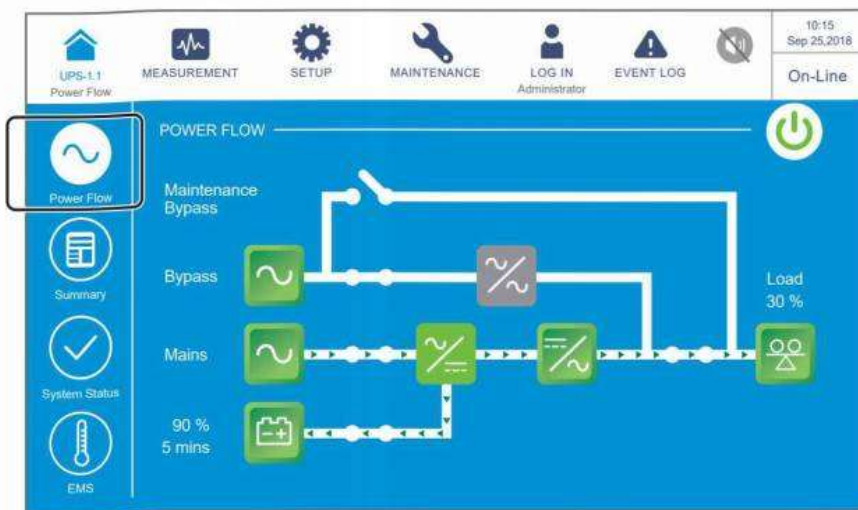 UPS-1.1
Power Flow
MEASUREMENT
SETUP
MAINTENANCE
LOG IN
Administrator
EVENT LOG
10:15
Sep 25,2018
On-Line
Power Flow
Summary
System Status
EMS
POWER FLOW
Maintenance
Bypass
Bypass
Mains
90 %
5 mins
Load
30 %